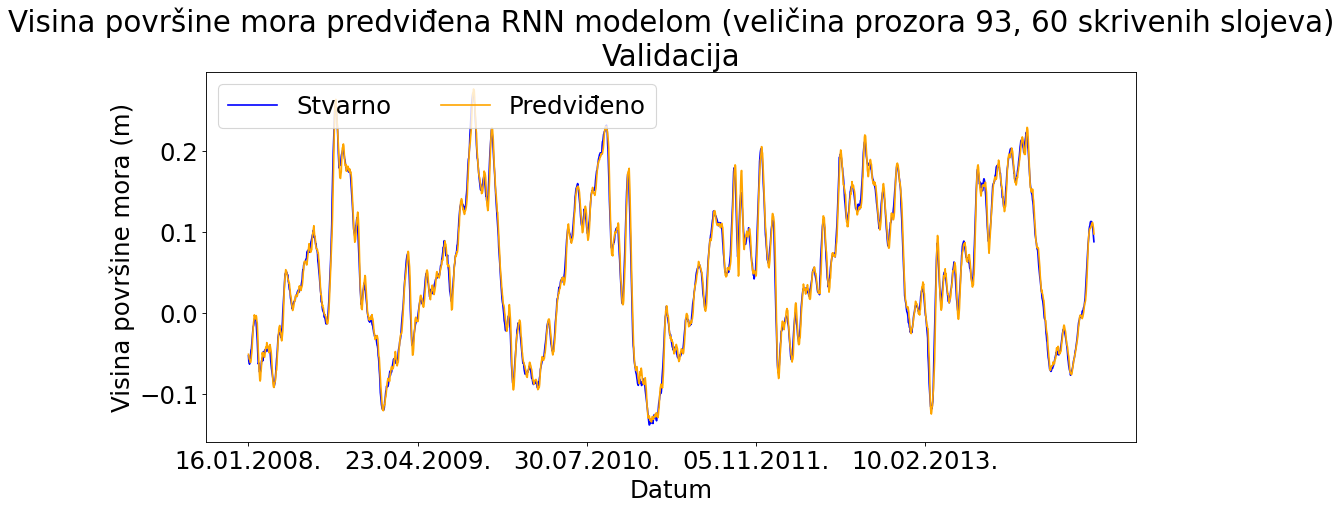 Visina površine mora predviđena RNN modelom (veličina prozora 93, 60 skrivenih slojeva)
Validacija
Stvarno Predviđeno
Visina površine mora (m)
0.2
0.1
0.0
−0.1
16.01.2008. 23.04.2009. 30.07.2010. 05.11.2011. 10.02.2013.
Datum